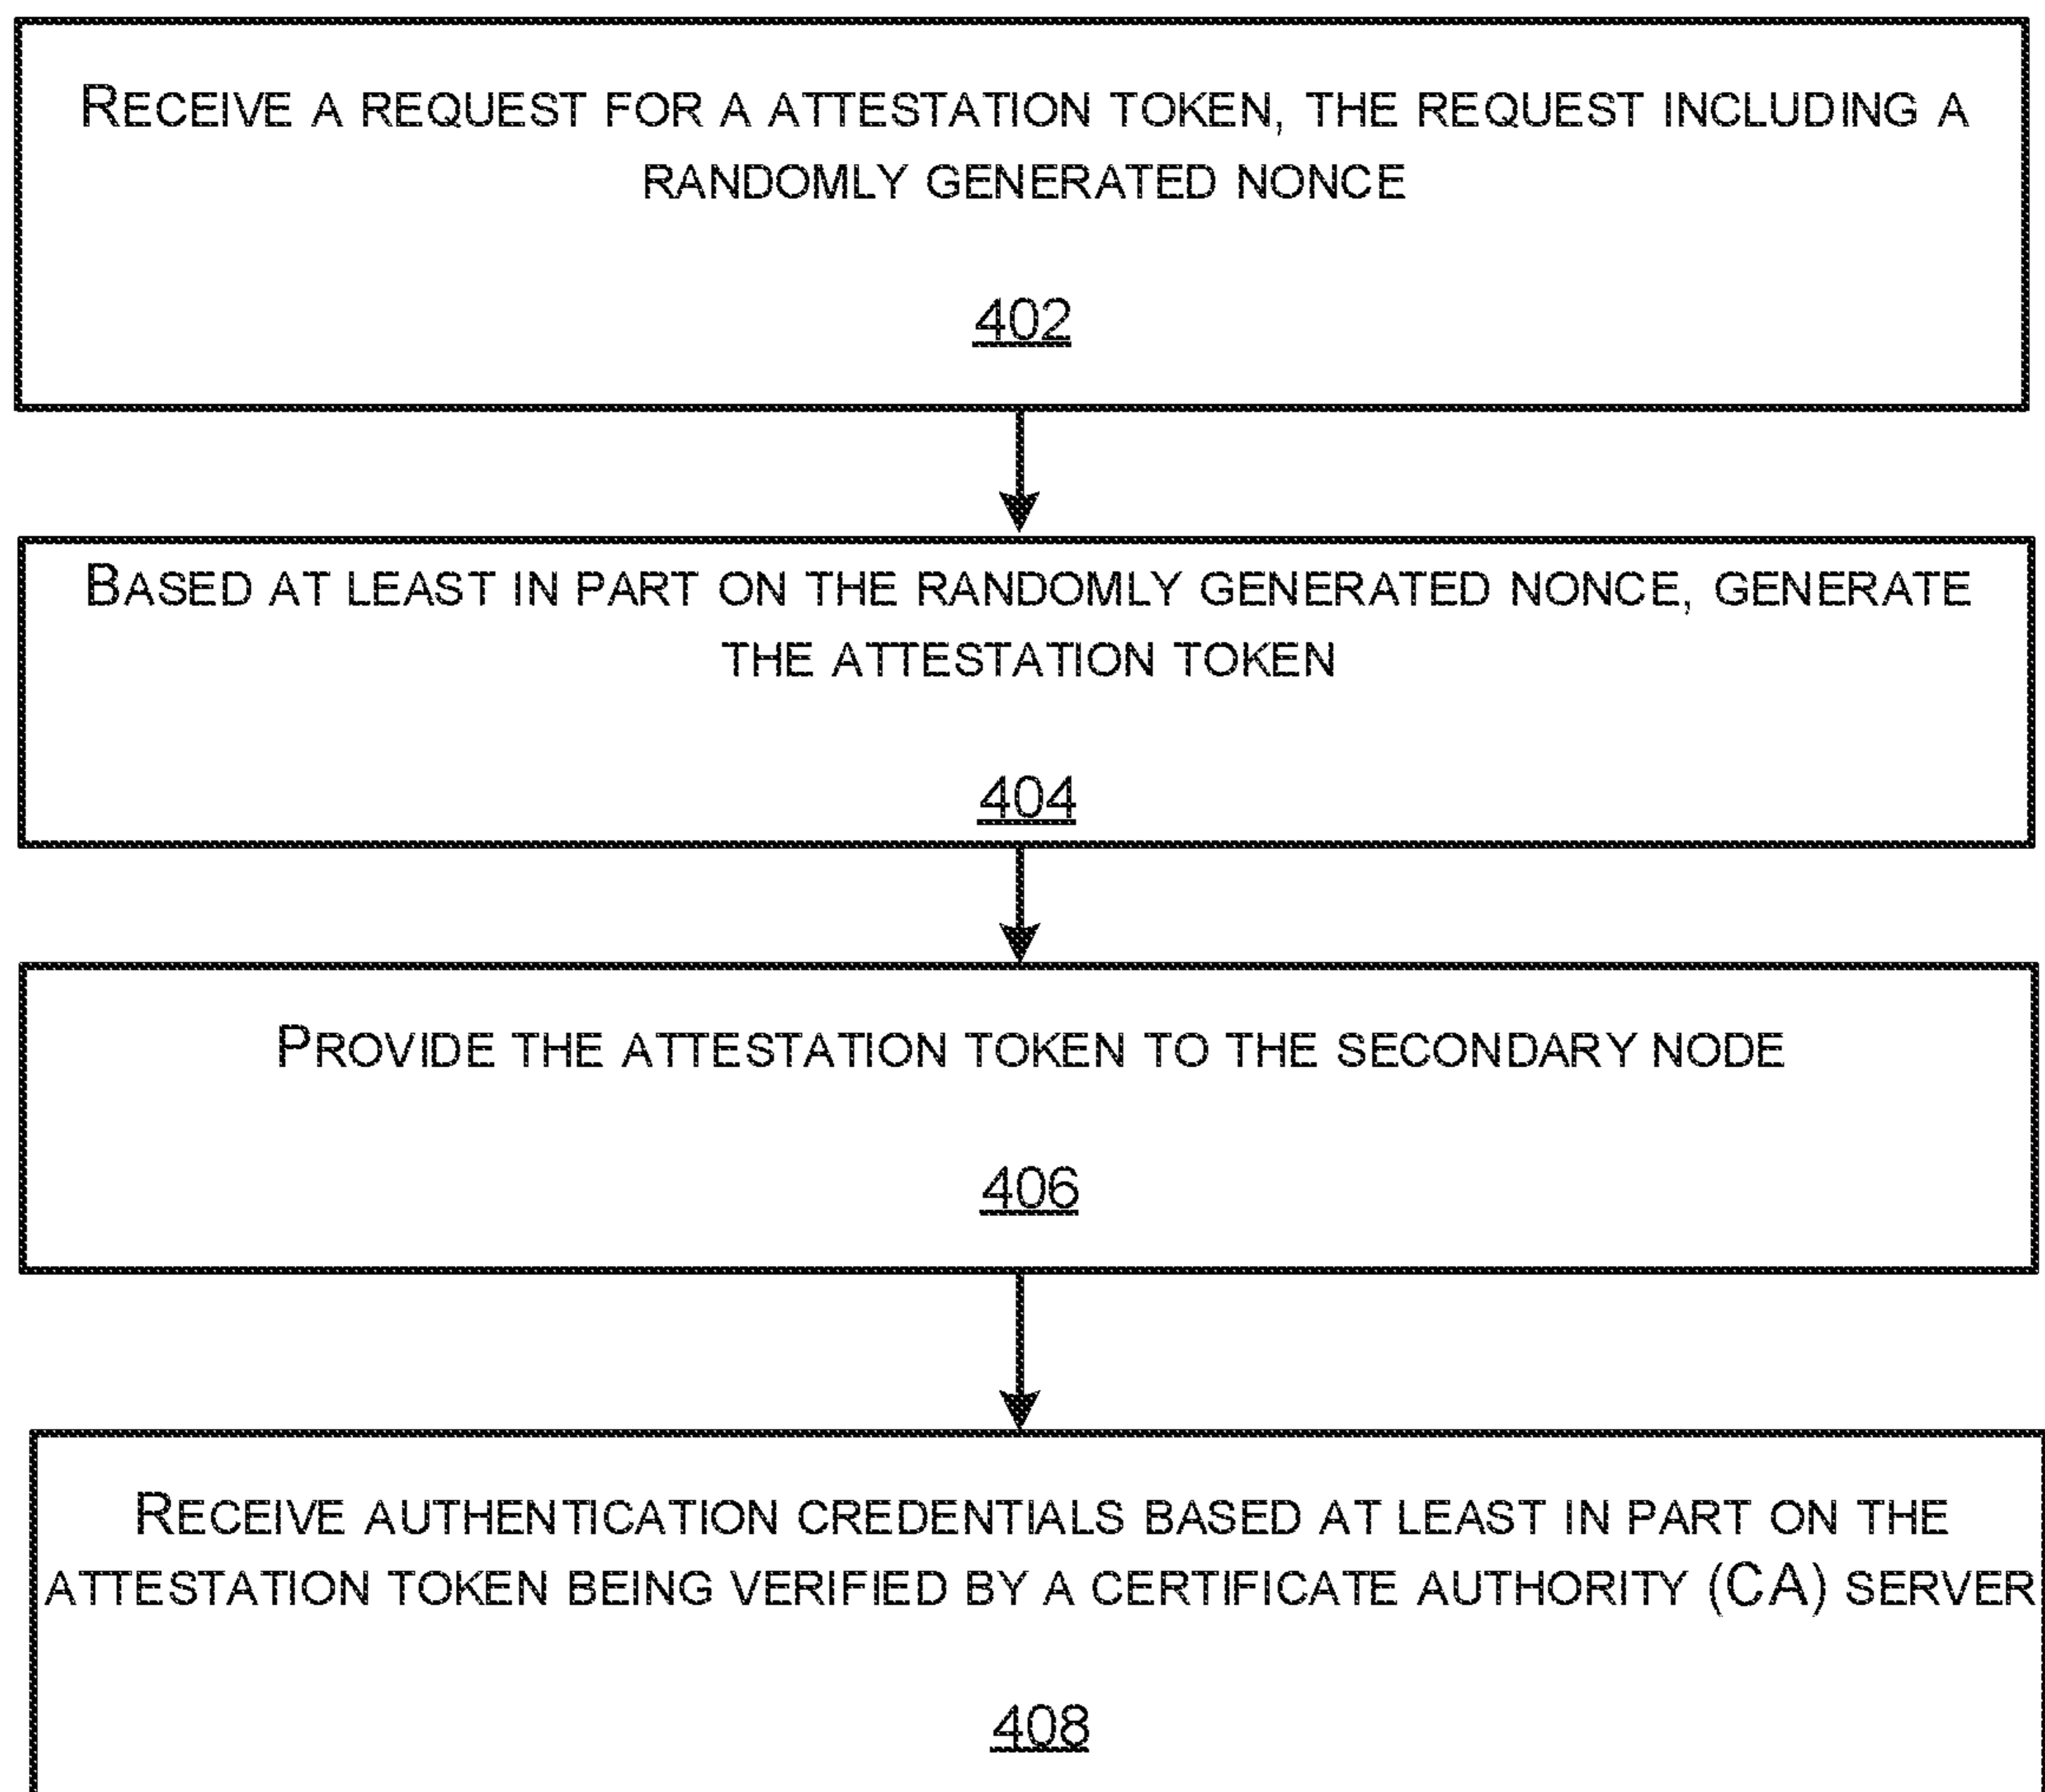 RECEIVE A REQUEST FOR A ATTESTATION TOKEN, THE REQUEST INCLUDING A
RANDOMLY GENERATED NONCE
402
BASED AT LEAST IN PART ON THE RANDOMLY GENERATED NONCE, GENERATE
THE ATTESTATION TOKEN
404
PROVIDE THE ATTESTATION TOKEN TO THE SECONDARY NODE
406
RECEIVE AUTHENTICATION CREDENTIALS BASED AT LEAST IN PART ON THE
ATTESTATION TOKEN BEING VERIFIED BY A CERTIFICATE AUTHORITY (CA) SERVER
408